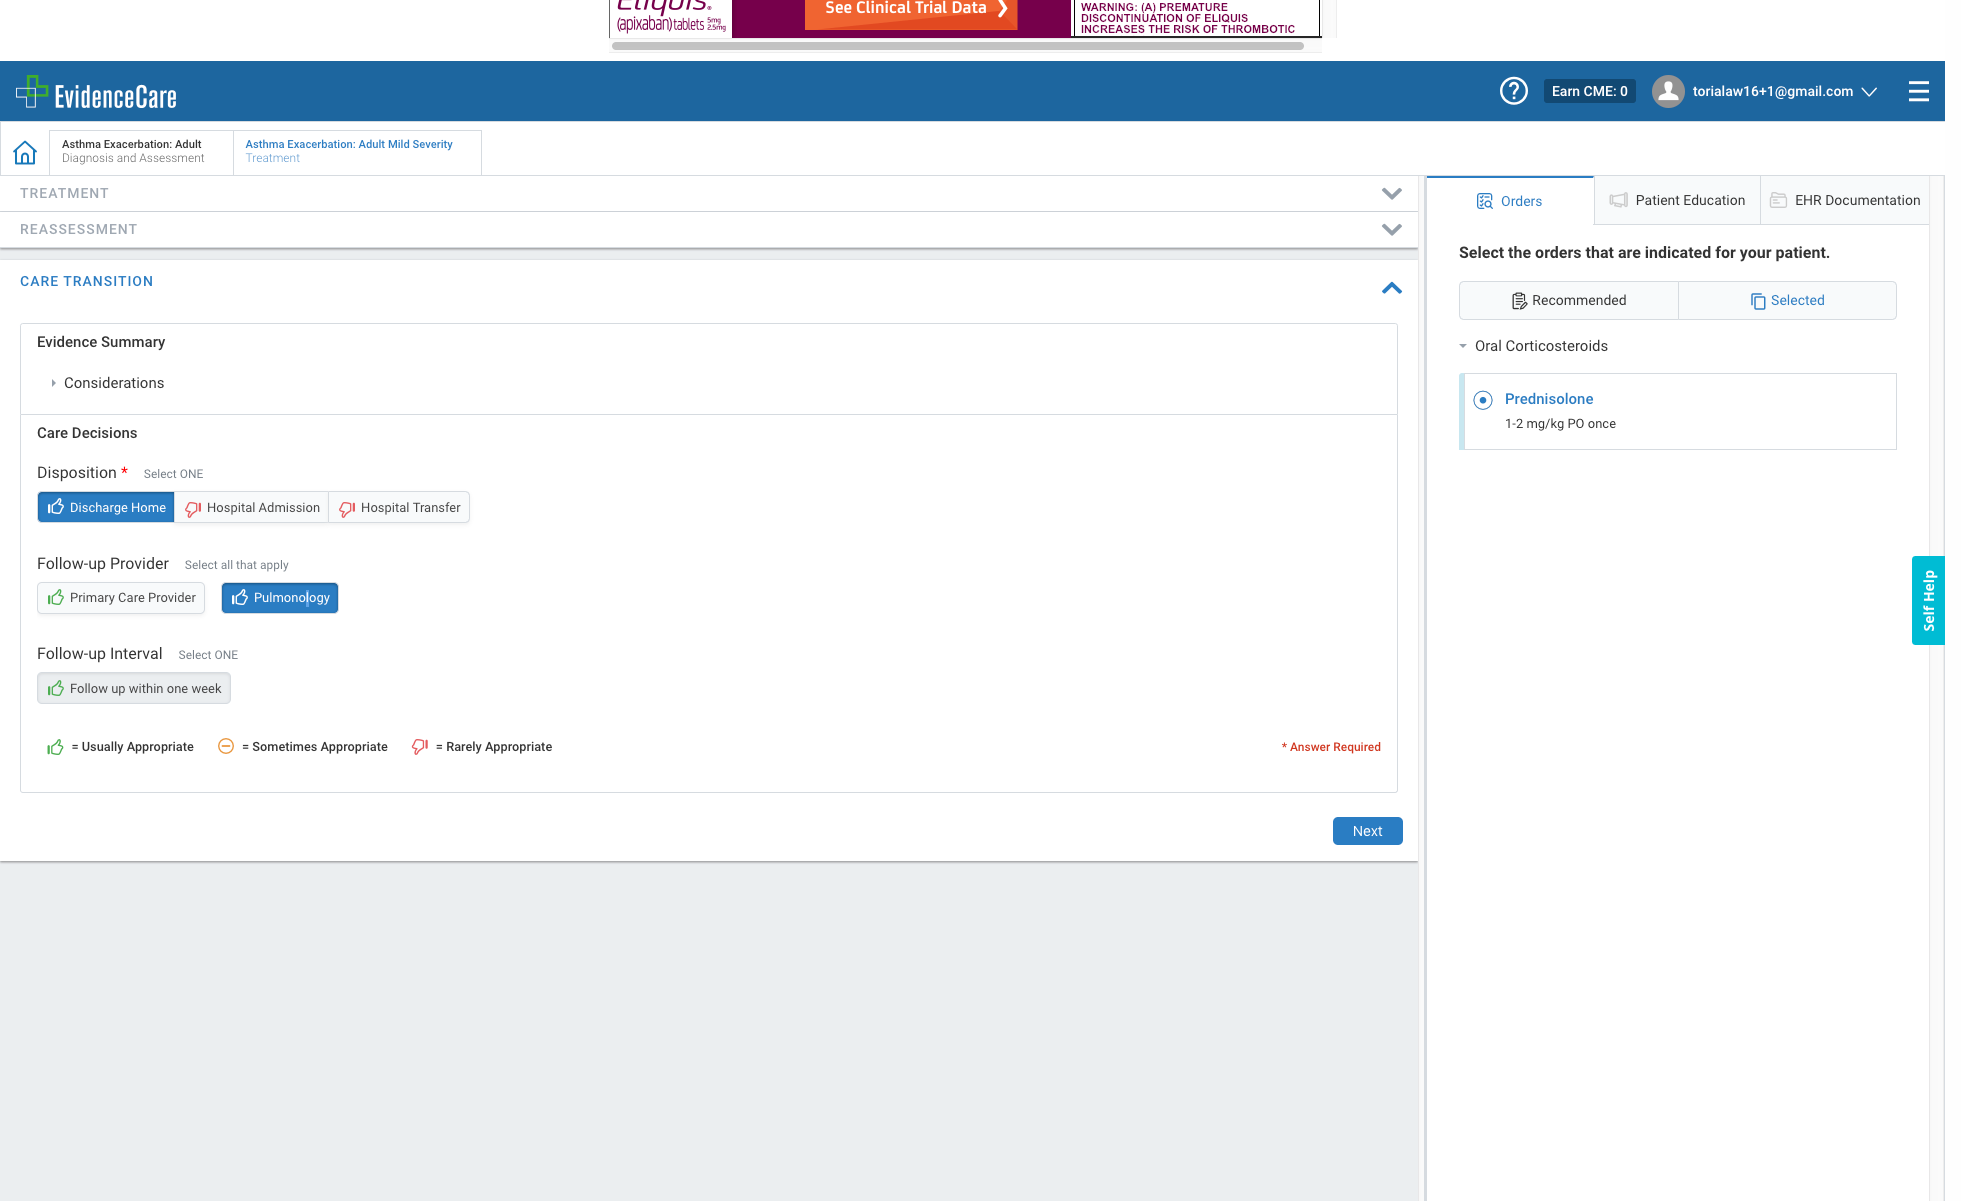 Eliquis.
(apixaban) tablets 5mg 2.5mg
See Clinical Trial Data
WARNING: (A) PREMATURE
DISCONTINUATION OF ELIQUIS
INCREASES THE RISK OF THROMBOTIC
EvidenceCare
?
Earn CME: 0
torialaw16+1@gmail.com
Asthma Exacerbation: Adult
Diagnosis and Assessment
Asthma Exacerbation: Adult Mild Severity
Treatment
TREATMENT
REASSESSMENT
CARE TRANSITION
Evidence Summary
Considerations
Care Decisions
Disposition * Select ONE
Discharge Home
Hospital Admission
Hospital Transfer
Follow-up Provider Select all that apply
Primary Care Provider
Pulmonology
Follow-up Interval Select ONE
Follow up within one week
= Usually Appropriate
= Sometimes Appropriate
= Rarely Appropriate
* Answer Required
Next
Orders
Patient Education
EHR Documentation
Select the orders that are indicated for your patient.
Recommended
Selected
Oral Corticosteroids
Prednisolone
1-2 mg/kg PO once
Self Help